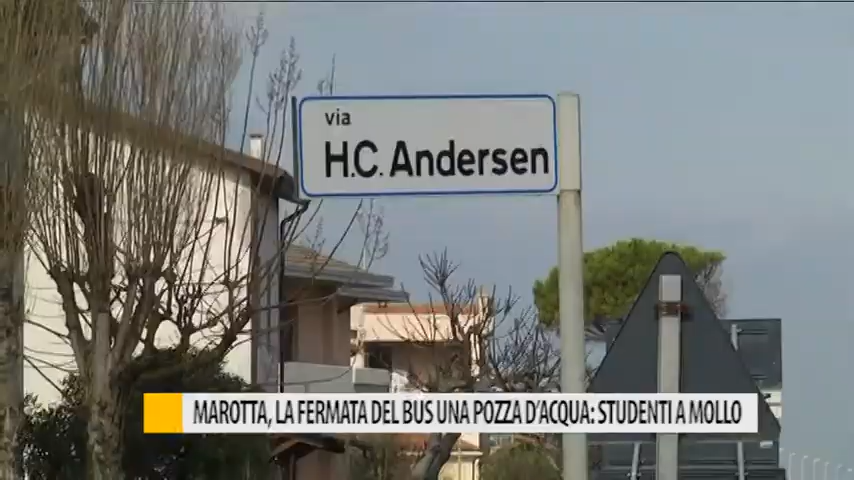 via
H.C. Andersen
MAROTTA, LA FERMATA DEL BUS UNA POZZA D'ACQUA: STUDENTI A MOLLO